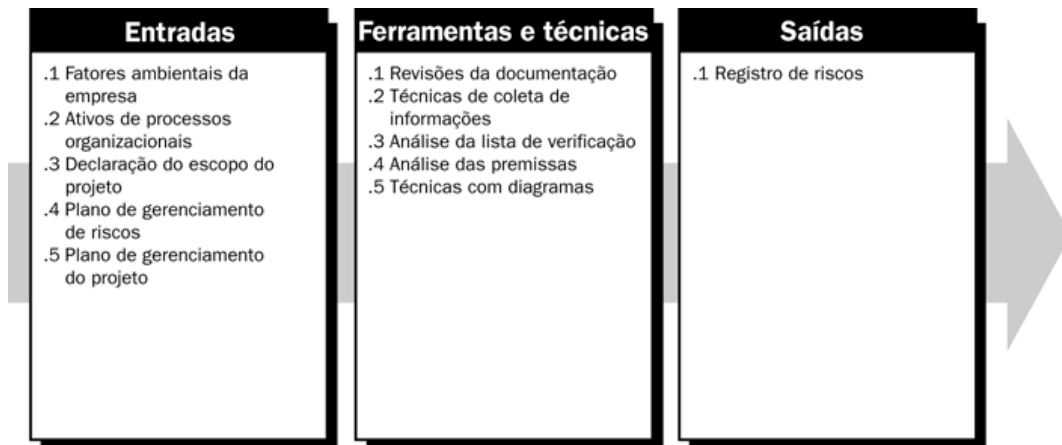 Entradas
.1 Fatores ambientais da
empresa
.2 Ativos de processos
organizacionais
.3 Declaração do escopo do
projeto
.4 Plano de gerenciamento
de riscos
.5 Plano de gerenciamento
do projeto
Ferramentas e técnicas
.1 Revisões da documentação
.2 Técnicas de coleta de
informações
.3 Análise da lista de verificação
.4 Análise das premissas
.5 Técnicas com diagramas
Saídas
.1 Registro de riscos